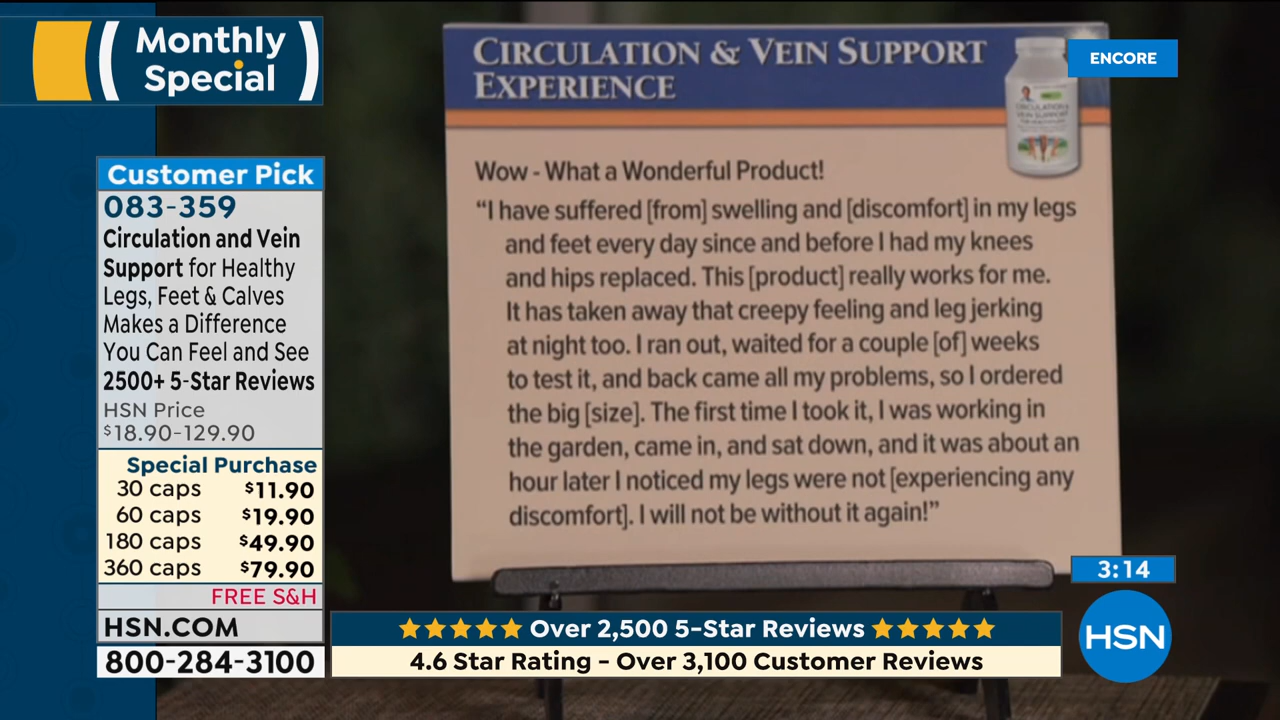 Monthly
Special
Customer Pick
083-359
Circulation and Vein
Support for Healthy
Legs, Feet & Calves
Makes a Difference
You Can Feel and See
2500+ 5-Star Reviews
HSN Price
$18.90-129.90
Special Purchase
30 caps $11.90
60 caps $19.90
180 caps $49.90
360 caps $79.90
FREE S&H
HSN.COM
800-284-3100
CIRCULATION & VEIN SUPPORT
EXPERIENCE
ENCORE
CIRCULATION &
VEIN SUPPORT
Wow - What a Wonderful Product!
“I have suffered [from] swelling and [discomfort] in my legs
and feet every day since and before I had my knees
and hips replaced. This [product] really works for me.
It has taken away that creepy feeling and leg jerking
at night too. I ran out, waited for a couple [of] weeks
to test it, and back came all my problems, so I ordered
the big [size]. The first time I took it, I was working in
the garden, came in, and sat down, and it was about an
hour later I noticed my legs were not [experiencing any
discomfort]. I will not be without it again!”
3:14
HSN
Over 2,500 5-Star Reviews
4.6 Star Rating – Over 3,100 Customer Reviews